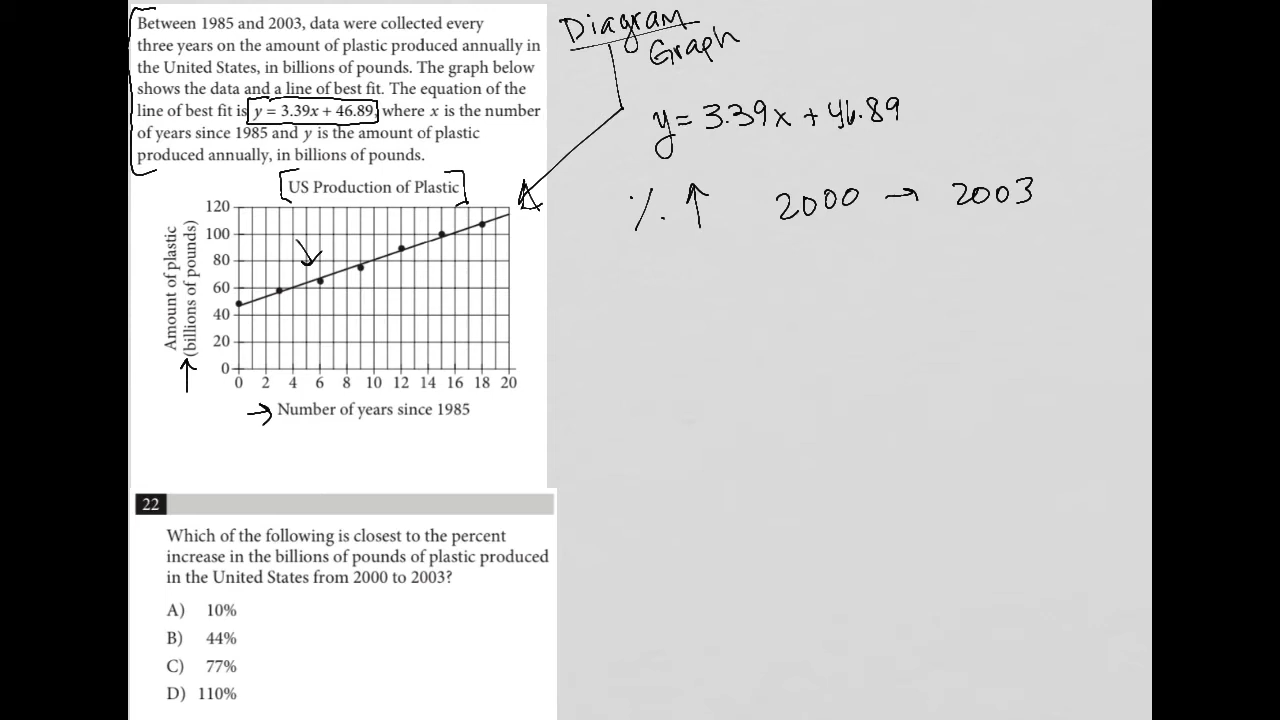 Between 1985 and 2003, data were collected every
three years on the amount of plastic produced annually in
the United States, in billions of pounds. The graph below
shows the data and a line of best fit. The equation of the
line of best fit is y = 3.39x + 46.89, where x is the number
of years since 1985 and y is the amount of plastic
produced annually, in billions of pounds.
US Production of Plastic
Amount of plastic
(billions of pounds)
120
100
80
60
40
20
0
0 2 4 6 8 10 12 14 16 18 20
Number of years since 1985
22
Which of the following is closest to the percent
increase in the billions of pounds of plastic produced
in the United States from 2000 to 2003?
A) 10%
B) 44%
C) 77%
D) 110%
Diagram
Graph
y = 3.39x + 46.89
% ↑ 2000 → 2003